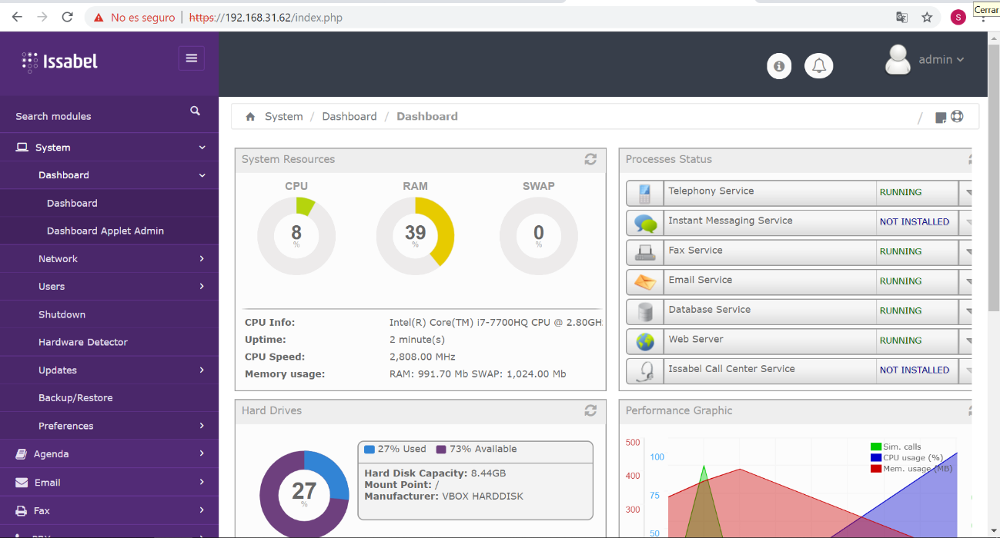 Cerrar
No es seguro | https://192.168.31.62/index.php
S
Issabel
admin
Search modules
System / Dashboard / Dashboard
System
Dashboard
Dashboard
Dashboard Applet Admin
Network
Users
Shutdown
Hardware Detector
Updates
Backup/Restore
Preferences
Agenda
Email
Fax
System Resources
CPU RAM SWAP
8 39 0
% % %
CPU Info: Intel(R) Core(TM) i7-7700HQ CPU @ 2.80GH
Uptime: 2 minute(s)
CPU Speed: 2,808.00 MHz
Memory usage: RAM: 991.70 Mb SWAP: 1,024.00 Mb
Processes Status
Telephony Service RUNNING
Instant Messaging Service NOT INSTALLED
Fax Service RUNNING
Email Service RUNNING
Database Service RUNNING
Web Server RUNNING
Issabel Call Center Service NOT INSTALLED
Hard Drives
27
%
27% Used 73% Available
Hard Disk Capacity: 8.44GB
Mount Point: /
Manufacturer: VBOX HARDDISK
Performance Graphic
500
400
300
100
75
50
Sim. calls
CPU usage (%)
Mem. usage (MB)